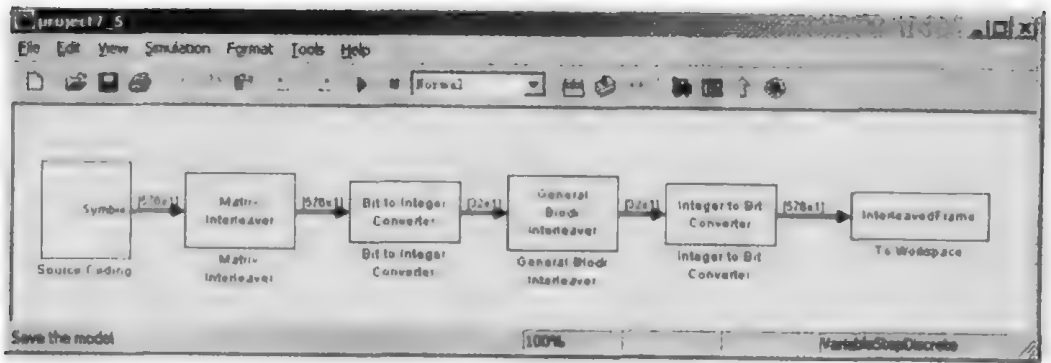 project7_5
File Edit View Simulation Format Tools Help
Normal
Symbol
[576x1]
Matrix
Interleaver
[576x1]
Bit to Integer
Converter
[32x1]
General
Block
Interleaver
[32x1]
Integer to Bit
Converter
[576x1]
InterleavedFrame
Source Coding
Matrix
Interleaver
Bit to Integer
Converter
General Block
Interleaver
Integer to Bit
Converter
To Workspace
Save the model
100%
VariableStepDiscrete